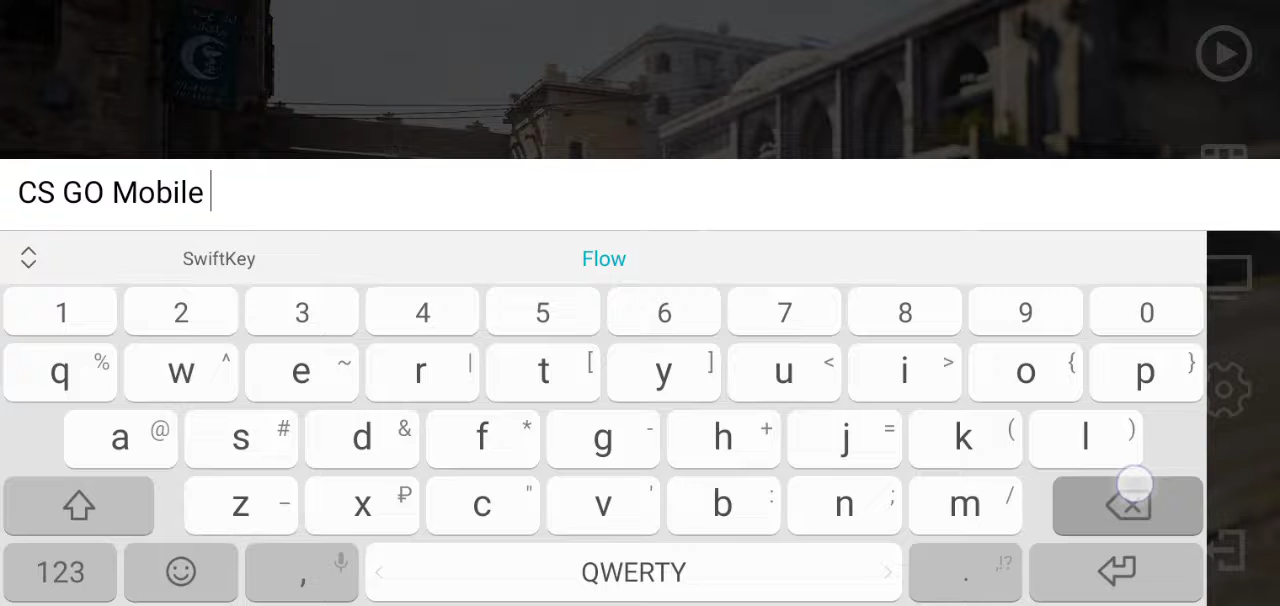 CS GO Mobile
SwiftKey Flow
1 2 3 4 5 6 7 8 9 0
q % w ^ e ~ r | t [ y ] u < i > o { p }
a @ s # d & f * g - h + j = k ( l )
z _ x ₽ c " v ' b : n ; m /
123 , QWERTY . ,!?